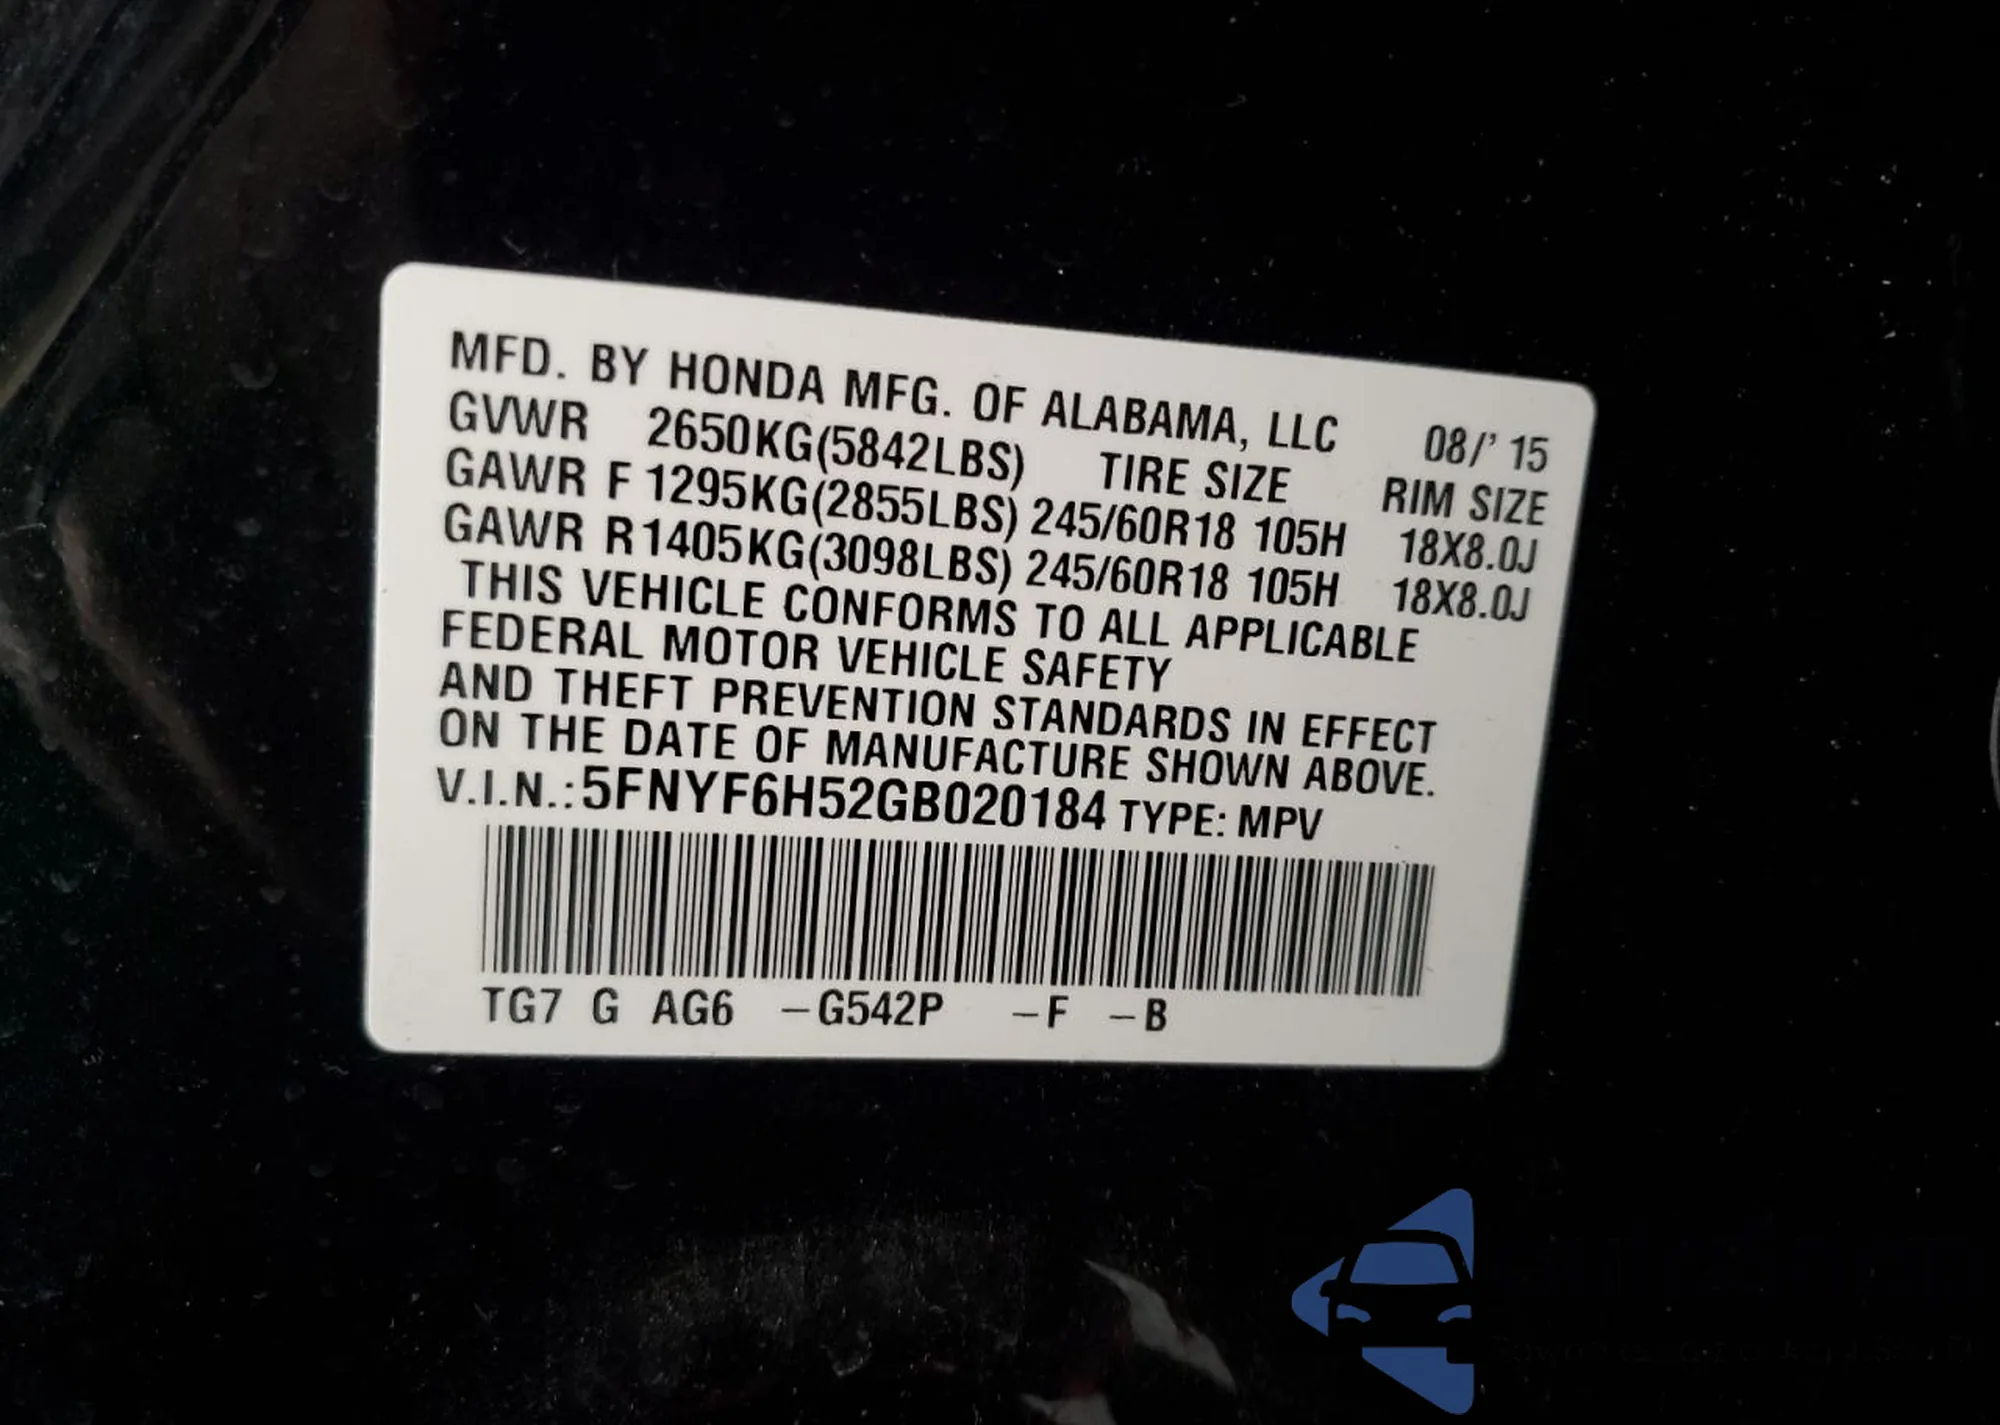 MFD. BY HONDA MFG. OF ALABAMA, LLC 08/' 15
GVWR 2650KG(5842LBS) TIRE SIZE RIM SIZE
GAWR F 1295KG(2855LBS) 245/60R18 105H 18X8.0J
GAWR R 1405KG(3098LBS) 245/60R18 105H 18X8.0J
THIS VEHICLE CONFORMS TO ALL APPLICABLE
FEDERAL MOTOR VEHICLE SAFETY
AND THEFT PREVENTION STANDARDS IN EFFECT
ON THE DATE OF MANUFACTURE SHOWN ABOVE.
V.I.N.: 5FNYF6H52GB020184 TYPE: MPV
TG7 G AG6 –G542P –F –B